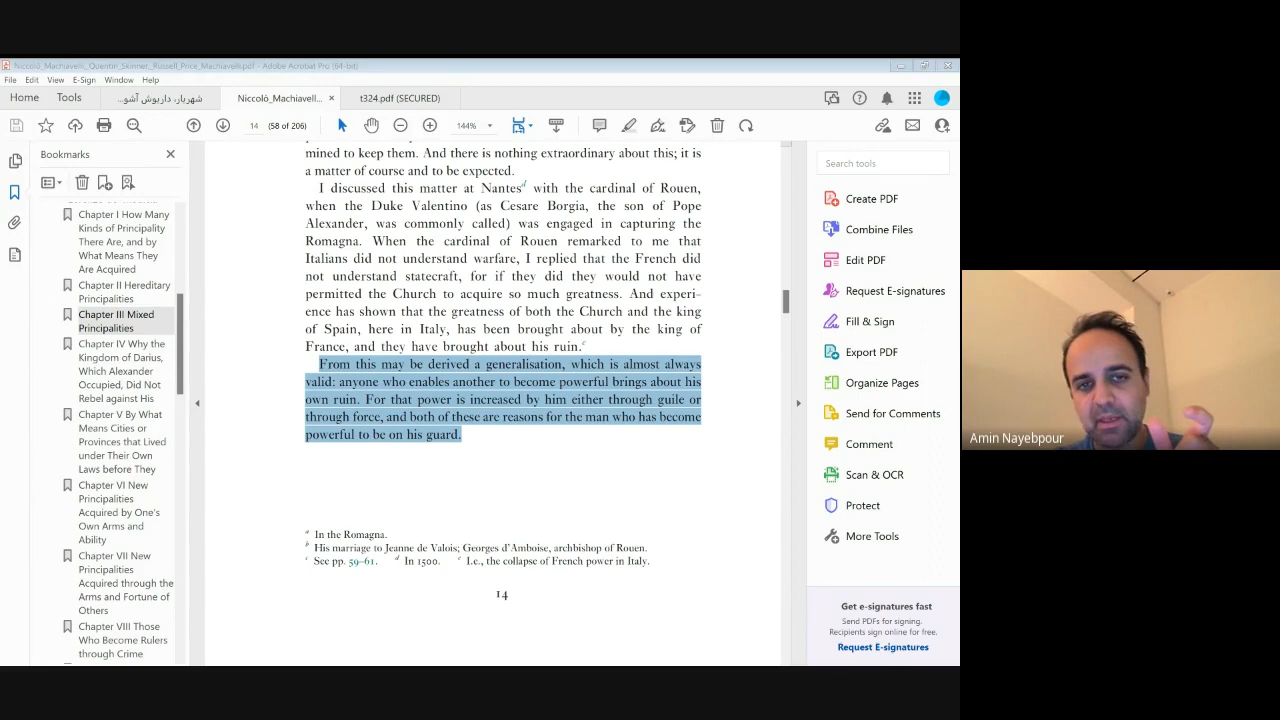 Niccolò_Machiavelli,_Quentin_Skinner,_Russell_Price_Machiavelli.pdf - Adobe Acrobat Pro (64-bit)
File Edit View E-Sign Window Help
Home Tools شهریار، داریوش آشو... Niccolò_Machiavell... × t324.pdf (SECURED)
14 (58 of 206) 144%
Bookmarks
Chapter I How Many
Kinds of Principality
There Are, and by
What Means They
Are Acquired
Chapter II Hereditary
Principalities
Chapter III Mixed
Principalities
Chapter IV Why the
Kingdom of Darius,
Which Alexander
Occupied, Did Not
Rebel against His
Chapter V By What
Means Cities or
Provinces that Lived
under Their Own
Laws before They
Chapter VI New
Principalities
Acquired by One's
Own Arms and
Ability
Chapter VII New
Principalities
Acquired through the
Arms and Fortune of
Others
Chapter VIII Those
Who Become Rulers
through Crime
mined to keep them. And there is nothing extraordinary about this; it is
a matter of course and to be expected.
I discussed this matter at Nantesᵈ with the cardinal of Rouen,
when the Duke Valentino (as Cesare Borgia, the son of Pope
Alexander, was commonly called) was engaged in capturing the
Romagna. When the cardinal of Rouen remarked to me that
Italians did not understand warfare, I replied that the French did
not understand statecraft, for if they did they would not have
permitted the Church to acquire so much greatness. And experi-
ence has shown that the greatness of both the Church and the king
of Spain, here in Italy, has been brought about by the king of
France, and they have brought about his ruin.ᵉ
From this may be derived a generalisation, which is almost always
valid: anyone who enables another to become powerful brings about his
own ruin. For that power is increased by him either through guile or
through force, and both of these are reasons for the man who has become
powerful to be on his guard.
ᵃ In the Romagna.
ᵇ His marriage to Jeanne de Valois; Georges d'Amboise, archbishop of Rouen.
ᶜ See pp. 59–61. ᵈ In 1500. ᵉ I.e., the collapse of French power in Italy.
14
Search tools
Create PDF
Combine Files
Edit PDF
Request E-signatures
Fill & Sign
Export PDF
Organize Pages
Send for Comments
Comment
Scan & OCR
Protect
More Tools
Get e-signatures fast
Send PDFs for signing.
Recipients sign online for free.
Request E-signatures
Amin Nayebpour